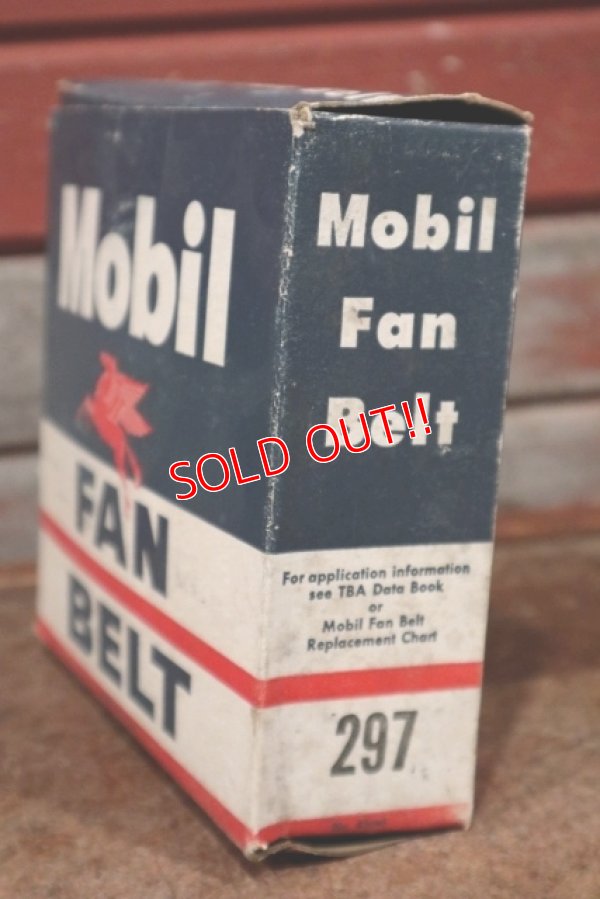 Mobil
FAN
BELT
Mobil
Fan
Belt
SOLD OUT!!
For application information
see TBA Data Book
or
Mobil Fan Belt
Replacement Chart
297